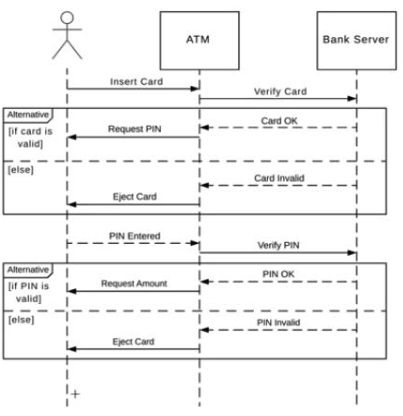 ATM
Bank Server
Insert Card
Verify Card
Alternative
[if card is
valid]
Card OK
Request PIN
[else]
Card Invalid
Eject Card
PIN Entered
Verify PIN
Alternative
[if PIN is
valid]
PIN OK
Request Amount
[else]
PIN Invalid
Eject Card